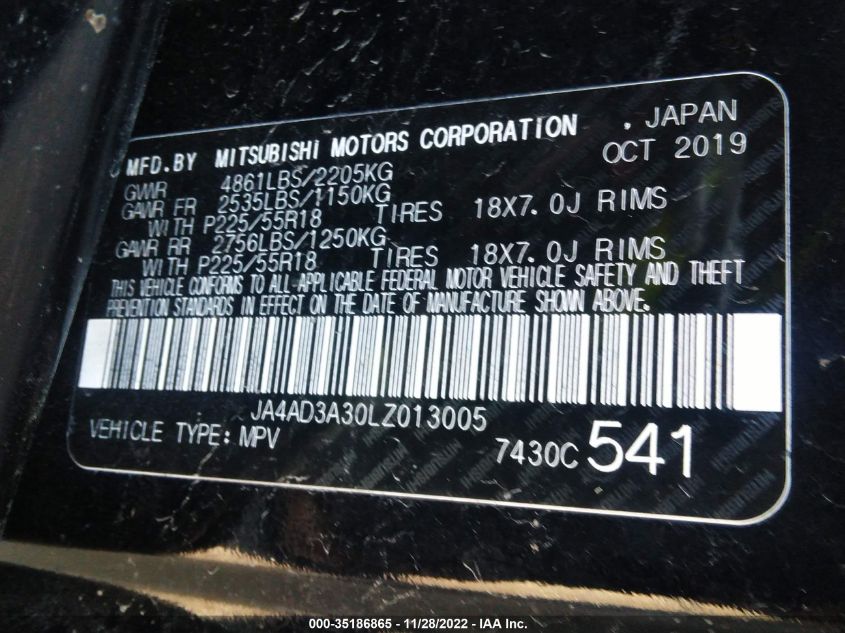 MFD.BY MITSUBISHI MOTORS CORPORATION , JAPAN
OCT 2019
GVWR 4861LBS/2205KG
GAWR FR 2535LBS/1150KG
WITH P225/55R18 TIRES 18X7.0J RIMS
GAWR RR 2756LBS/1250KG
WITH P225/55R18 TIRES 18X7.0J RIMS
THIS VEHICLE CONFORMS TO ALL-APPLICABLE FEDERAL MOTOR VEHICLE SAFETY AND THEFT
PREVENTION STANDARDS IN EFFECT ON THE DATE OF MANUFACTURE SHOWN ABOVE.
JA4AD3A30LZ013005
VEHICLE TYPE: MPV 7430C 541
000-35186865 - 11/28/2022 - IAA Inc.